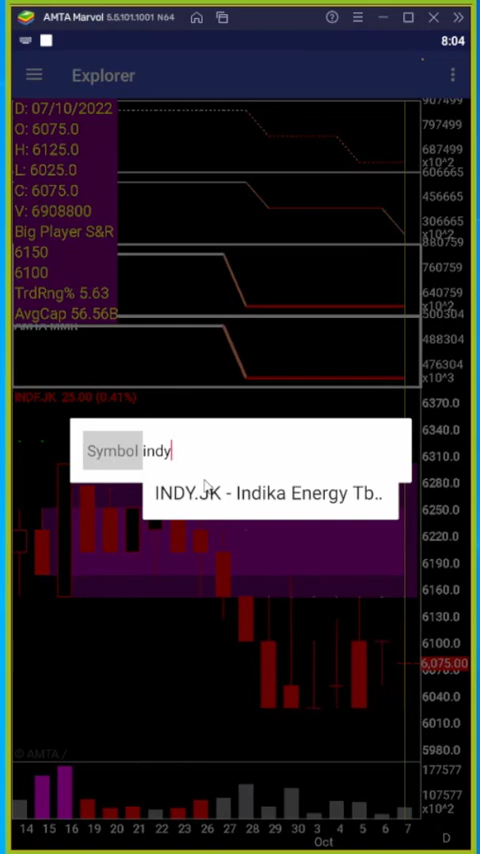 AMTA Marvol 5.5.101.1001 N64
8:04
Explorer
D: 07/10/2022
O: 6075.0
H: 6125.0
L: 6025.0
C: 6075.0
V: 6908800
Big Player S&R
6150
6100
TrdRng% 5.63
AvgCap 56.56B
907499
797499
687499
x10^2
606665
456665
306665
x10^2
880759
760759
640759
x10^2
500304
488304
476304
x10^3
INDF.JK 25.00 (0.41%)
6370.0
6340.0
6310.0
6280.0
6250.0
6220.0
6190.0
6160.0
6130.0
6100.0
6,075.00
6040.0
6010.0
5980.0
Symbol indy
INDY.JK - Indika Energy Tb..
© AMTA /
177577
107577
x10^2
14 15 16 19 20 21 22 23 26 27 28 29 30 3 4 5 6 7
Oct
D